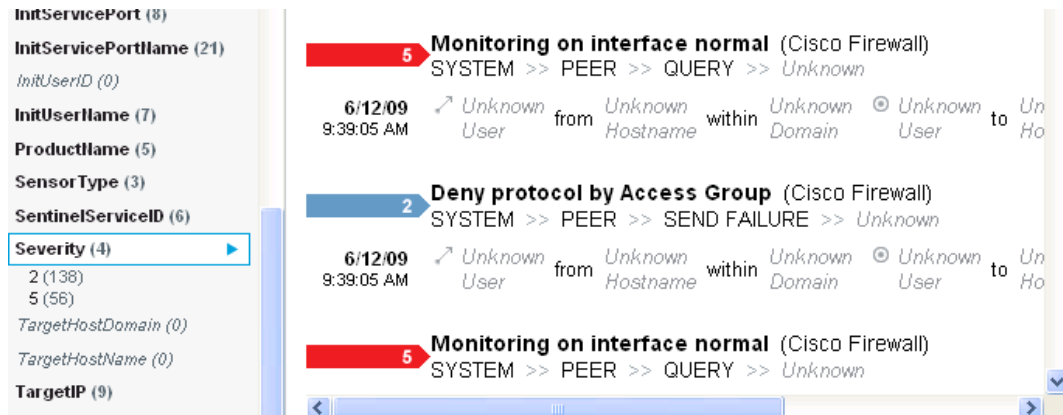 InitServicePort (8)
InitServicePortName (21)
InitUserID (0)
InitUserName (7)
ProductName (5)
SensorType (3)
SentinelServiceID (6)
Severity (4)
2 (138)
5 (56)
TargetHostDomain (0)
TargetHostName (0)
TargetIP (9)
5 Monitoring on interface normal (Cisco Firewall)
SYSTEM >> PEER >> QUERY >> Unknown
6/12/09 Unknown from Unknown within Unknown Unknown to Un
9:39:05 AM User Hostname Domain User Ho
2 Deny protocol by Access Group (Cisco Firewall)
SYSTEM >> PEER >> SEND FAILURE >> Unknown
6/12/09 Unknown from Unknown within Unknown Unknown to Un
9:39:05 AM User Hostname Domain User Ho
5 Monitoring on interface normal (Cisco Firewall)
SYSTEM >> PEER >> QUERY >> Unknown